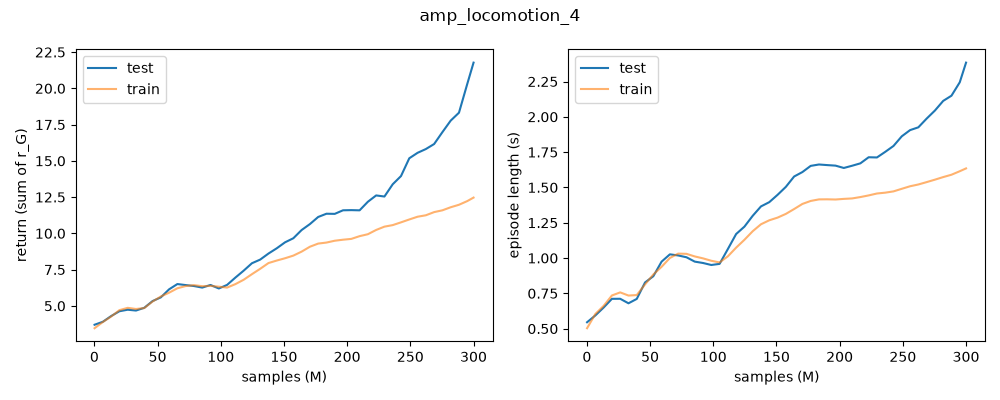 amp_locomotion_4
return (sum of r_G)
22.5
20.0
17.5
15.0
12.5
10.0
7.5
5.0
test
train
0 50 100 150 200 250 300
samples (M)
episode length (s)
2.25
2.00
1.75
1.50
1.25
1.00
0.75
0.50
test
train
0 50 100 150 200 250 300
samples (M)